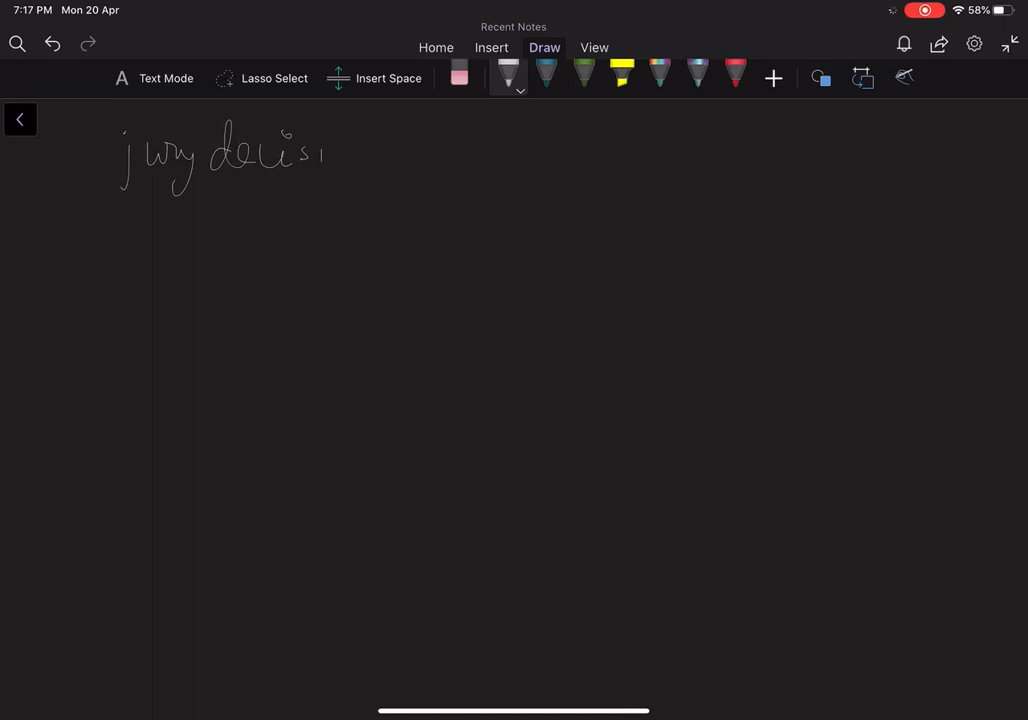 7:17 PM Mon 20 Apr
58%
Recent Notes
Home Insert Draw View
A Text Mode Lasso Select Insert Space
jury decisi